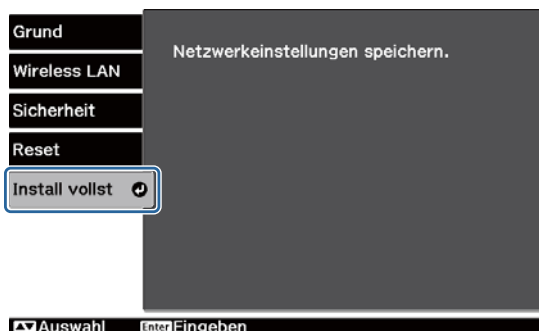 Grund
Wireless LAN
Sicherheit
Reset
Install vollst
Netzwerkeinstellungen speichern.
Auswahl Enter Eingeben